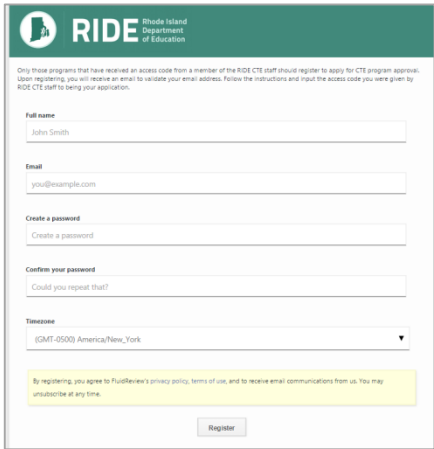 RIDE Rhode Island
Department
of Education
Only those programs that have received an access code from a member of the RIDE CTE staff should register to apply for CTE program approval.
Upon registering, you will receive an email to validate your email address. Follow the instructions and input the access code you were given by
RIDE CTE staff to being your application.
Full name
John Smith
Email
you@example.com
Create a password
Create a password
Confirm your password
Could you repeat that?
Timezone
(GMT-0500) America/New_York
By registering, you agree to FluidReview's privacy policy, terms of use, and to receive email communications from us. You may
unsubscribe at any time.
Register